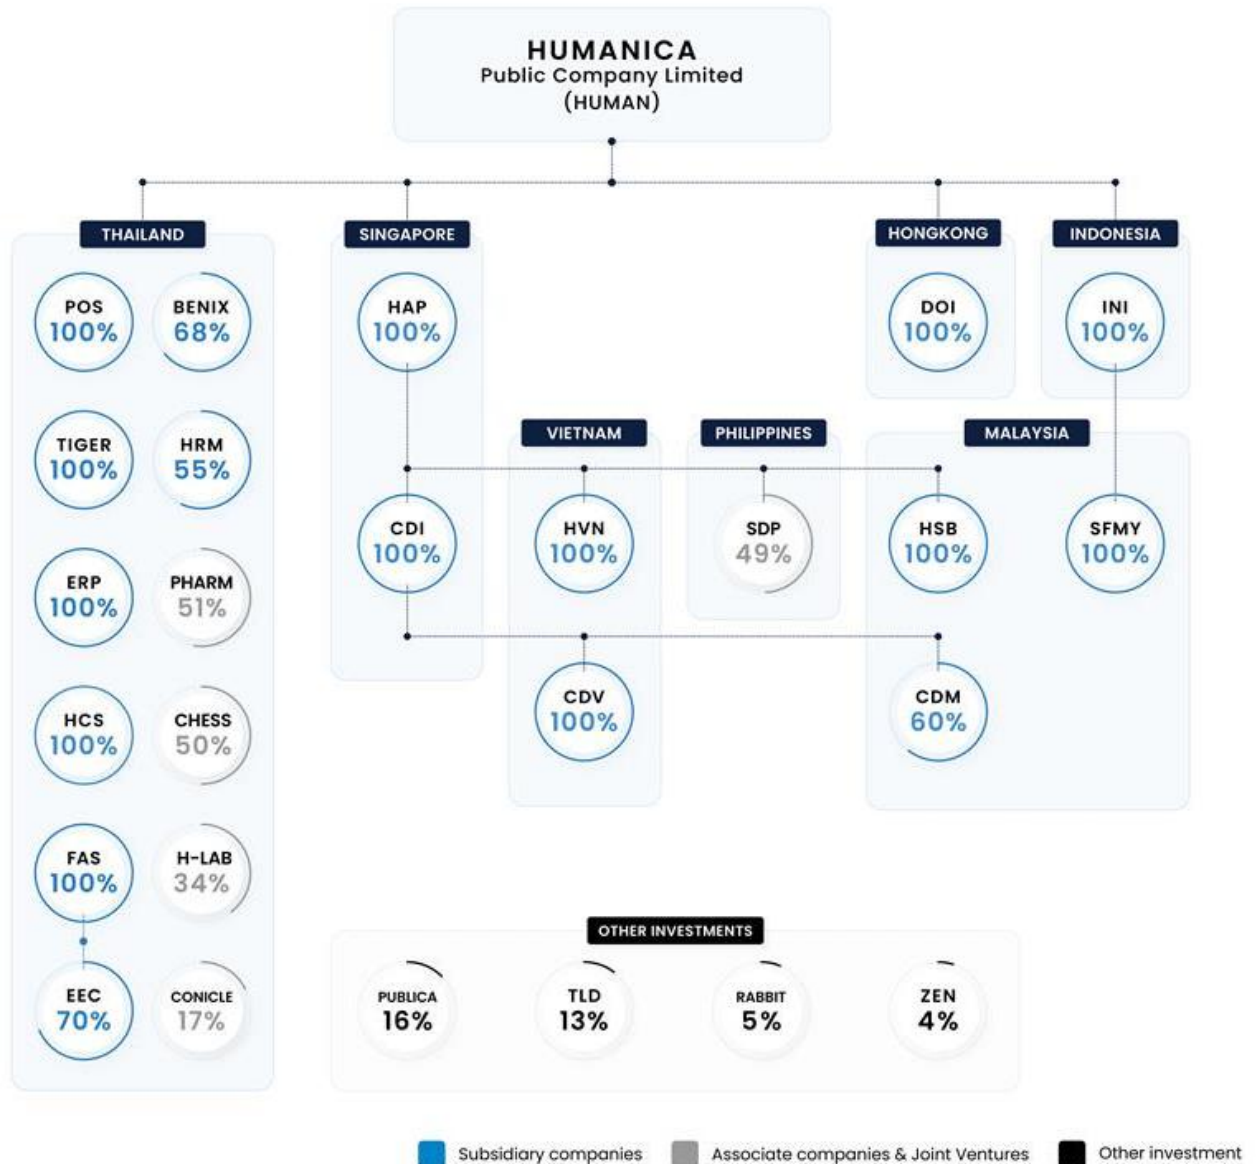 HUMANICA
Public Company Limited
(HUMAN)
THAILAND
POS
100%
BENIX
68%
TIGER
100%
HRM
55%
ERP
100%
PHARM
51%
HCS
100%
CHESS
50%
FAS
100%
H-LAB
34%
EEC
70%
CONICLE
17%
SINGAPORE
HAP
100%
CDI
100%
VIETNAM
HVN
100%
CDV
100%
PHILIPPINES
SDP
49%
HONGKONG
DOI
100%
INDONESIA
INI
100%
MALAYSIA
HSB
100%
SFMY
100%
CDM
60%
OTHER INVESTMENTS
PUBLICA
16%
TLD
13%
RABBIT
5%
ZEN
4%
Subsidiary companies
Associate companies & Joint Ventures
Other investment